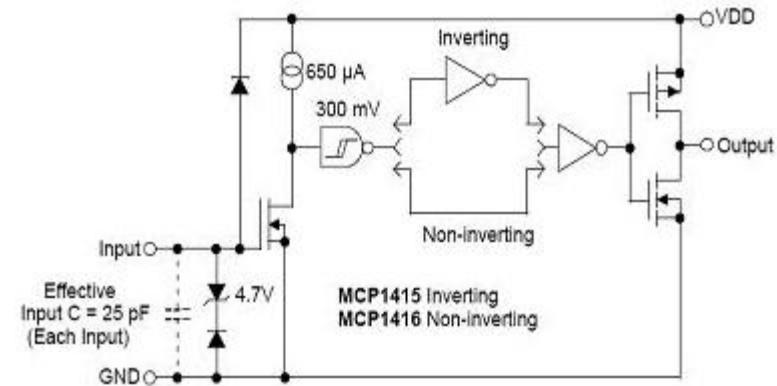 VDD
Inverting
650 µA
300 mV
Output
Non-inverting
Input
Effective
Input C = 25 pF
(Each Input)
4.7V
MCP1415 Inverting
MCP1416 Non-inverting
GND